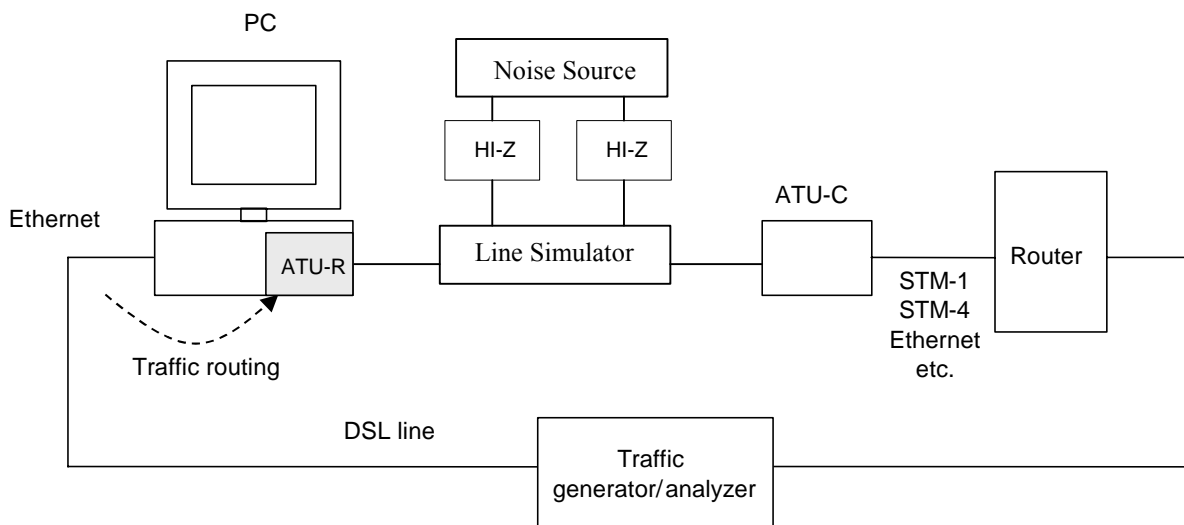 PC
Noise Source
HI-Z
HI-Z
Ethernet
ATU-R
Line Simulator
ATU-C
Router
STM-1
STM-4
Ethernet
etc.
Traffic routing
DSL line
Traffic
generator/analyzer